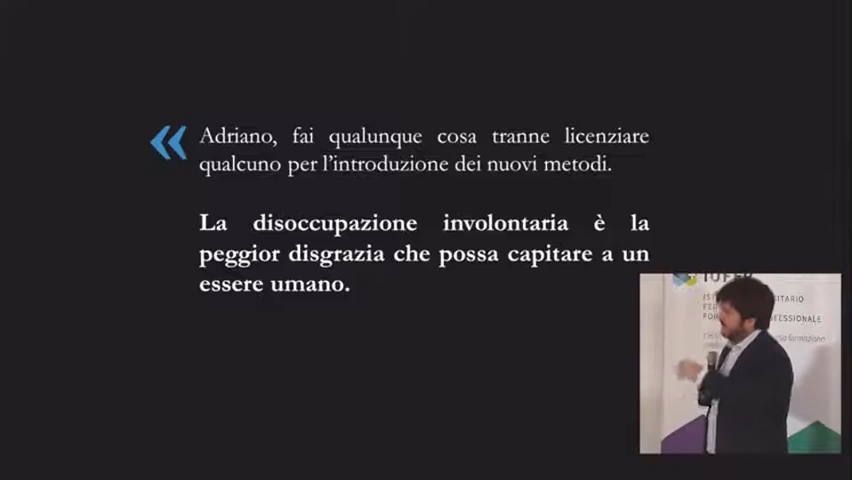 «
Adriano, fai qualunque cosa tranne licenziare
qualcuno per l'introduzione dei nuovi metodi.
La disoccupazione involontaria è la
peggior disgrazia che possa capitare a un
essere umano.